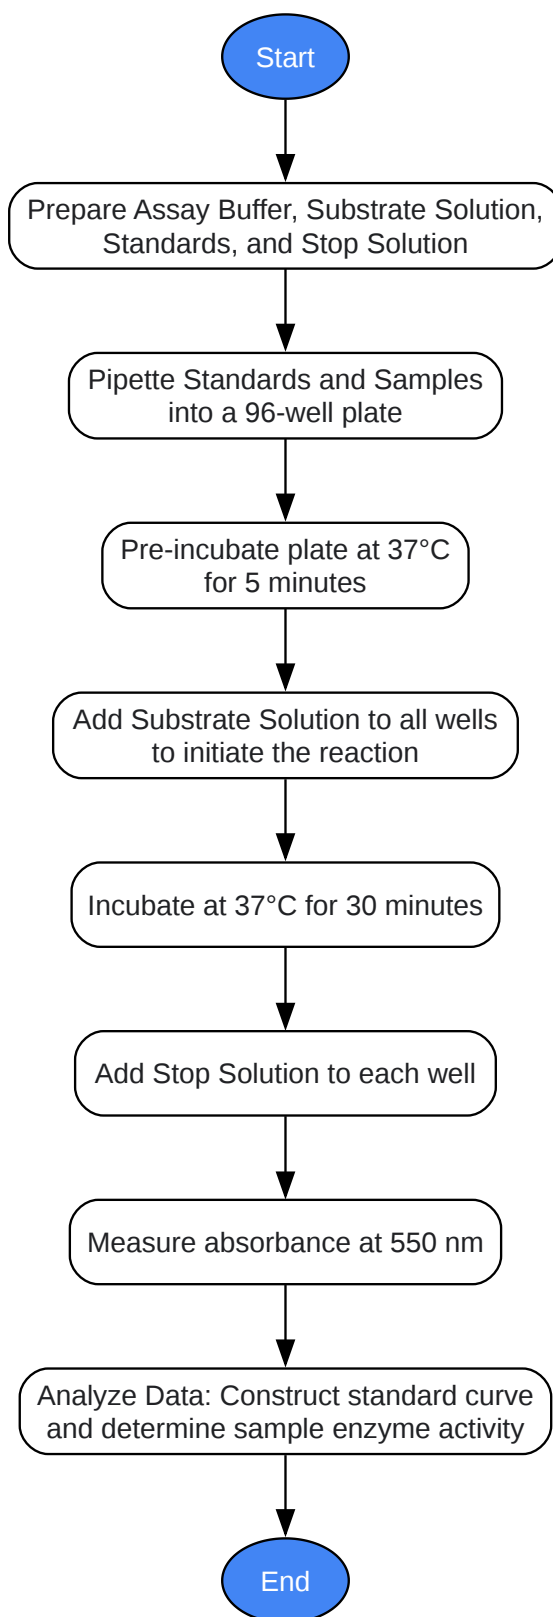 Start
Prepare Assay Buffer, Substrate Solution,
Standards, and Stop Solution
Pipette Standards and Samples
into a 96-well plate
Pre-incubate plate at 37°C
for 5 minutes
Add Substrate Solution to all wells
to initiate the reaction
Incubate at 37°C for 30 minutes
Add Stop Solution to each well
Measure absorbance at 550 nm
Analyze Data: Construct standard curve
and determine sample enzyme activity
End